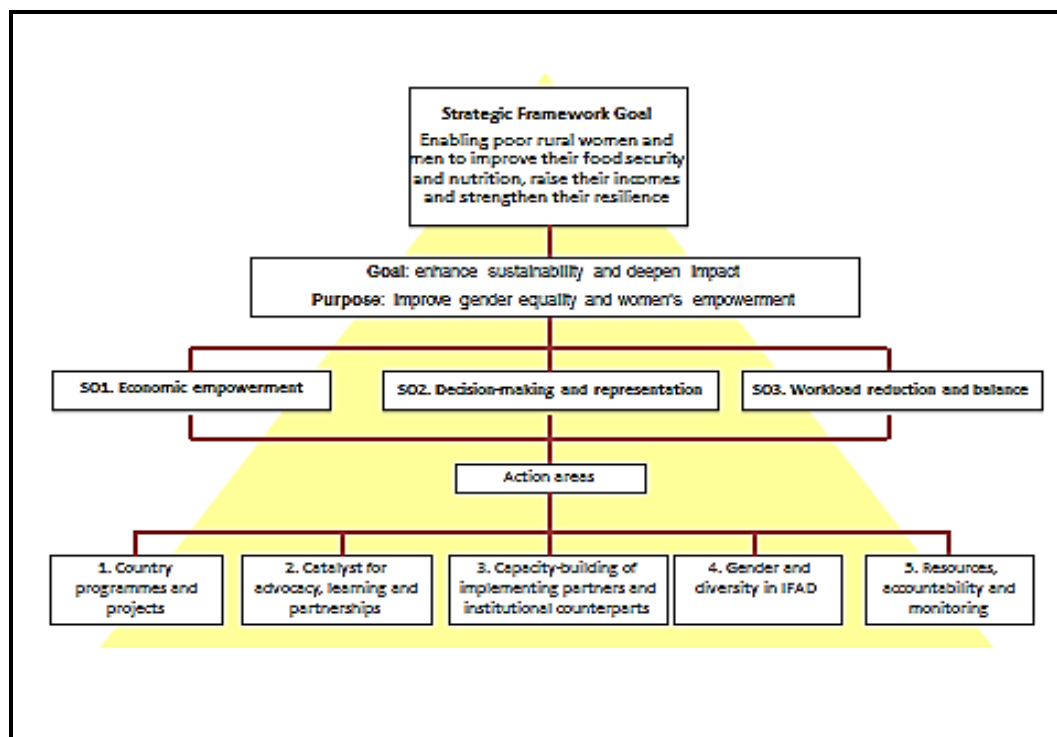 Strategic Framework Goal
Enabling poor rural women and
men to improve their food security
and nutrition, raise their incomes
and strengthen their resilience
Goal: enhance sustainability and deepen impact
Purpose: Improve gender equality and women's empowerment
SO1. Economic empowerment
SO2. Decision-making and representation
SO3. Workload reduction and balance
Action areas
1. Country
programmes and
projects
2. Catalyst for
advocacy, learning and
partnerships
3. Capacity-building of
implementing partners and
institutional counterparts
4. Gender and
diversity in IFAD
5. Resources,
accountability and
monitoring